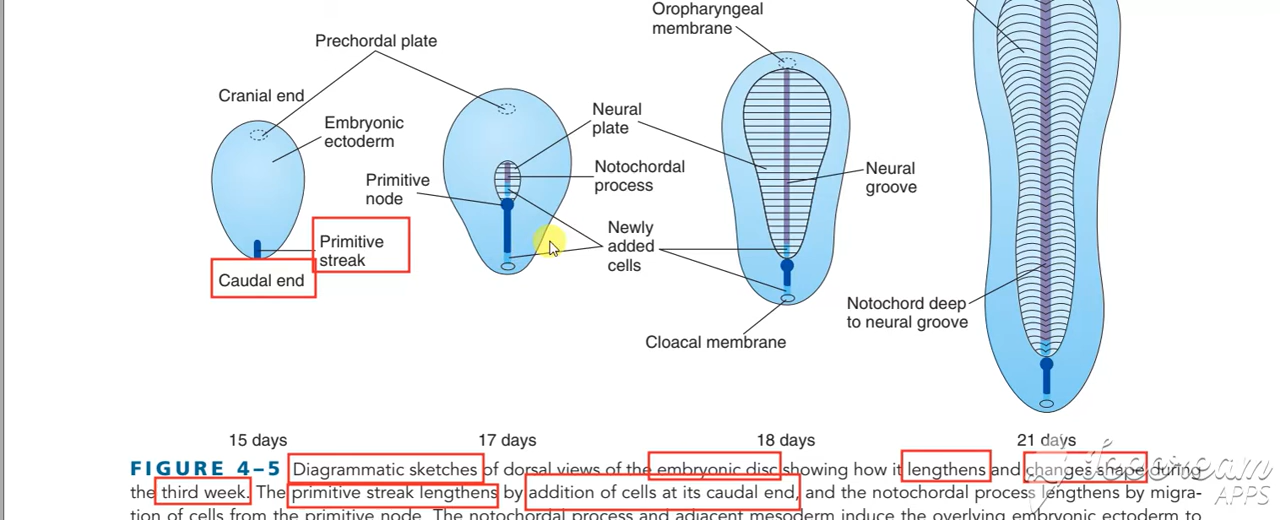 Oropharyngeal
membrane
Prechordal plate
Cranial end
Embryonic
ectoderm
Neural
plate
Notochordal
process
Neural
groove
Primitive
node
Newly
added
cells
Primitive
streak
Caudal end
Notochord deep
to neural groove
Cloacal membrane
15 days
17 days
18 days
21 days
FIGURE 4–5 Diagrammatic sketches of dorsal views of the embryonic disc showing how it lengthens and changes shape during
the third week. The primitive streak lengthens by addition of cells at its caudal end, and the notochordal process lengthens by migra-
tion of cells from the primitive node. The notochordal process and adjacent mesoderm induce the overlying embryonic ectoderm to
Icecream
APPS